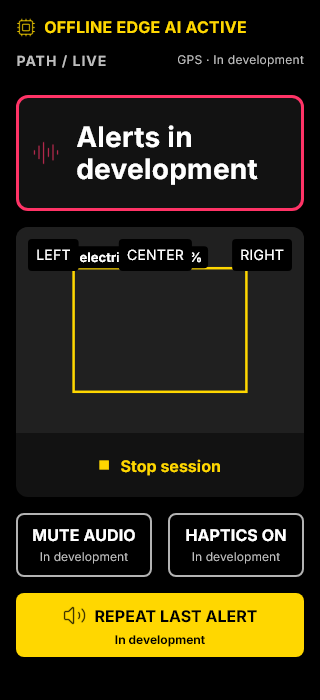 OFFLINE EDGE AI ACTIVE
PATH / LIVE
GPS · In development
Alerts in
development
LEFT
electri
CENTER
%
RIGHT
Stop session
MUTE AUDIO
In development
HAPTICS ON
In development
REPEAT LAST ALERT
In development